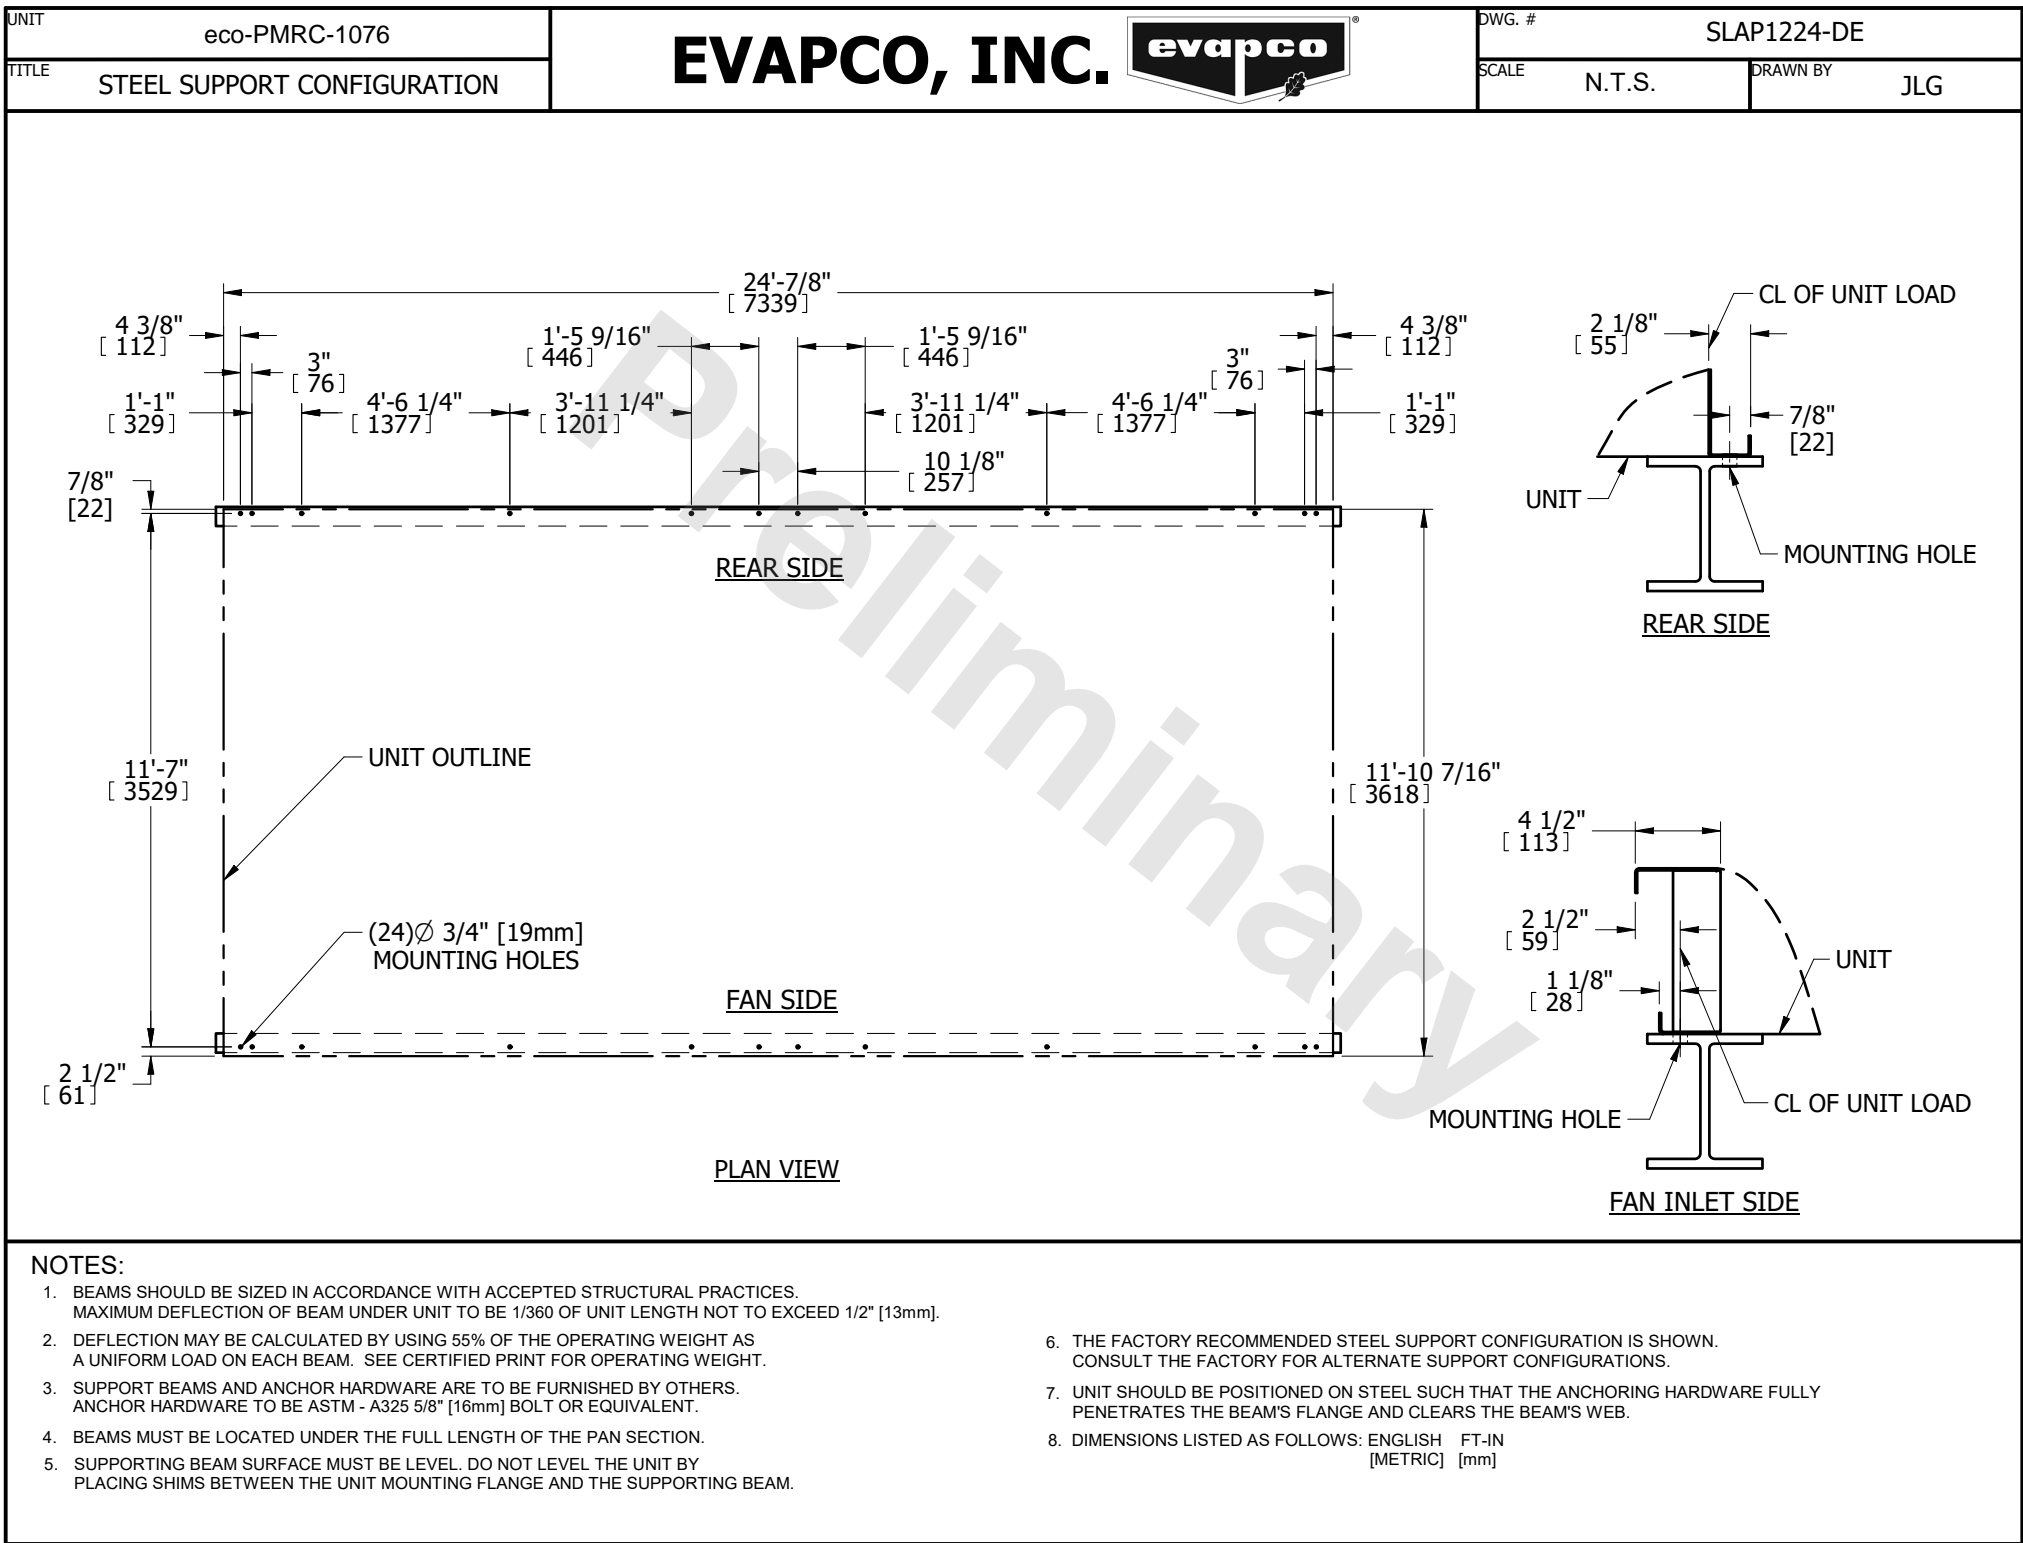 UNIT
eco-PMRC-1076
TITLE
STEEL SUPPORT CONFIGURATION
EVAPCO, INC.
evapco
®
DWG. #
SLAP1224-DE
SCALE
N.T.S.
DRAWN BY
JLG
24'-7/8"
[ 7339]
4 3/8"
[ 112]
3"
[ 76]
1'-5 9/16"
[ 446]
1'-5 9/16"
[ 446]
3"
[ 76]
4 3/8"
[ 112]
1'-1"
[ 329]
4'-6 1/4"
[ 1377]
3'-11 1/4"
[ 1201]
3'-11 1/4"
[ 1201]
4'-6 1/4"
[ 1377]
1'-1"
[ 329]
10 1/8"
[ 257]
7/8"
[22]
REAR SIDE
UNIT OUTLINE
11'-7"
[ 3529]
11'-10 7/16"
[ 3618]
(24)Ø 3/4" [19mm]
MOUNTING HOLES
FAN SIDE
2 1/2"
[ 61]
PLAN VIEW
Preliminary
CL OF UNIT LOAD
2 1/8"
[ 55]
7/8"
[22]
UNIT
MOUNTING HOLE
REAR SIDE
4 1/2"
[ 113]
2 1/2"
[ 59]
1 1/8"
[ 28]
UNIT
CL OF UNIT LOAD
MOUNTING HOLE
FAN INLET SIDE
NOTES:
1. BEAMS SHOULD BE SIZED IN ACCORDANCE WITH ACCEPTED STRUCTURAL PRACTICES.
MAXIMUM DEFLECTION OF BEAM UNDER UNIT TO BE 1/360 OF UNIT LENGTH NOT TO EXCEED 1/2" [13mm].
2. DEFLECTION MAY BE CALCULATED BY USING 55% OF THE OPERATING WEIGHT AS
A UNIFORM LOAD ON EACH BEAM. SEE CERTIFIED PRINT FOR OPERATING WEIGHT.
3. SUPPORT BEAMS AND ANCHOR HARDWARE ARE TO BE FURNISHED BY OTHERS.
ANCHOR HARDWARE TO BE ASTM - A325 5/8" [16mm] BOLT OR EQUIVALENT.
4. BEAMS MUST BE LOCATED UNDER THE FULL LENGTH OF THE PAN SECTION.
5. SUPPORTING BEAM SURFACE MUST BE LEVEL. DO NOT LEVEL THE UNIT BY
PLACING SHIMS BETWEEN THE UNIT MOUNTING FLANGE AND THE SUPPORTING BEAM.
6. THE FACTORY RECOMMENDED STEEL SUPPORT CONFIGURATION IS SHOWN.
CONSULT THE FACTORY FOR ALTERNATE SUPPORT CONFIGURATIONS.
7. UNIT SHOULD BE POSITIONED ON STEEL SUCH THAT THE ANCHORING HARDWARE FULLY
PENETRATES THE BEAM'S FLANGE AND CLEARS THE BEAM'S WEB.
8. DIMENSIONS LISTED AS FOLLOWS: ENGLISH FT-IN
[METRIC] [mm]